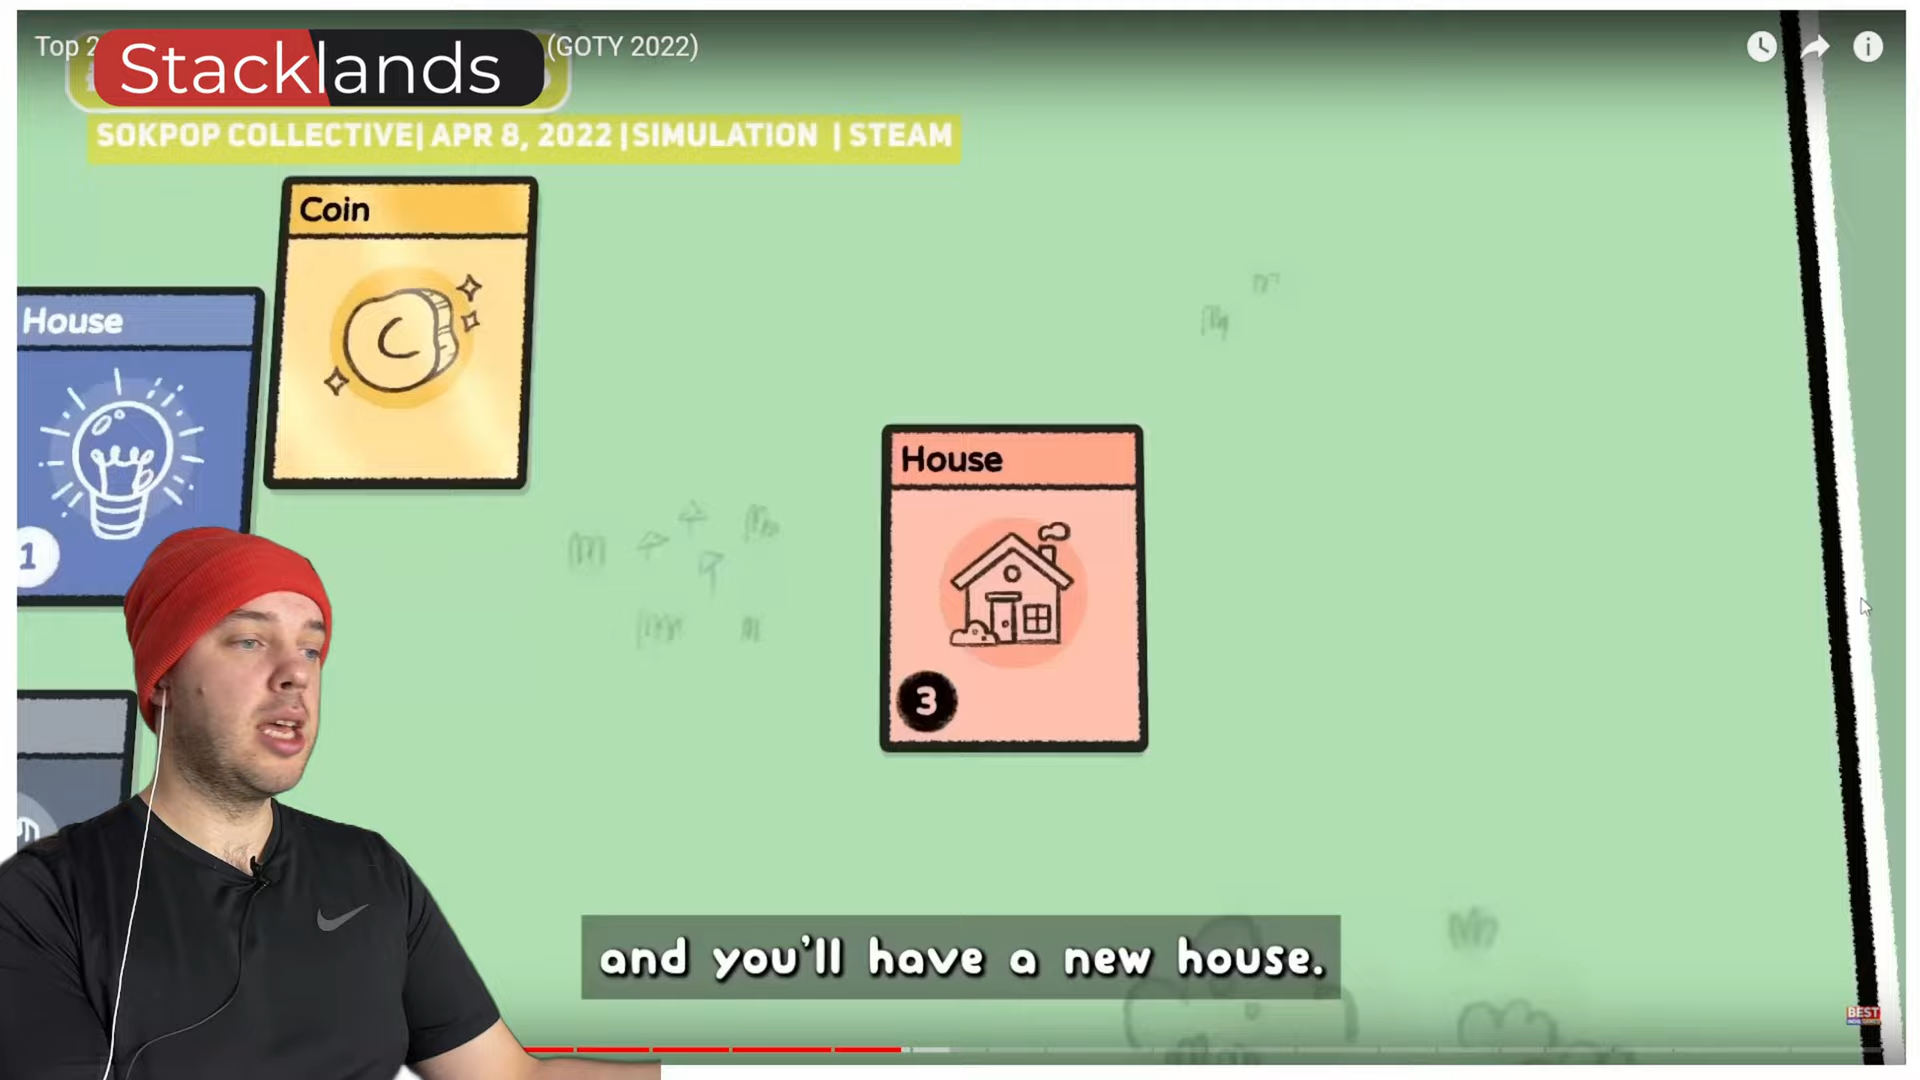 Top 2
(GOTY 2022)
Stacklands
SOKPOP COLLECTIVE| APR 8, 2022 | SIMULATION | STEAM
Coin
C
House
1
House
3
and you'll have a new house.
BEST